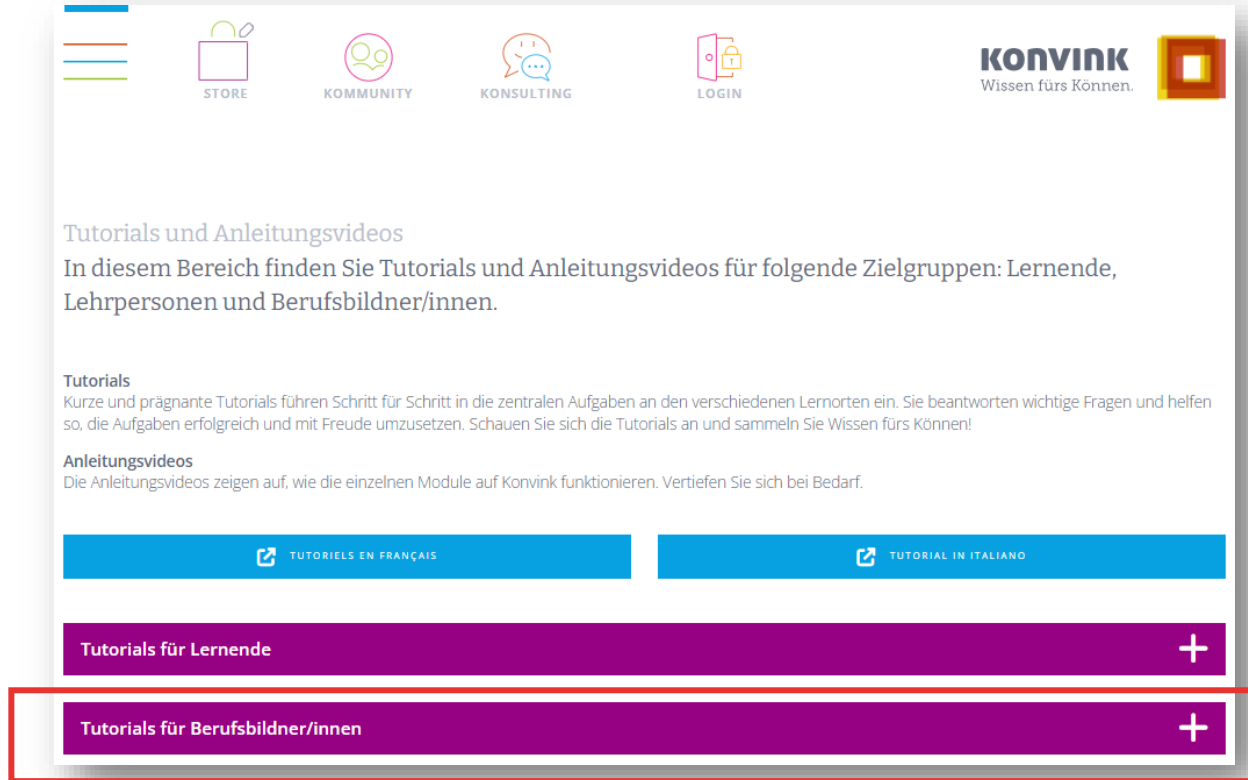 STORE
KOMMUNITY
KONSULTING
LOGIN
KONVINK
Wissen fürs Können.
Tutorials und Anleitungsvideos
In diesem Bereich finden Sie Tutorials und Anleitungsvideos für folgende Zielgruppen: Lernende,
Lehrpersonen und Berufsbildner/innen.
Tutorials
Kurze und prägnante Tutorials führen Schritt für Schritt in die zentralen Aufgaben an den verschiedenen Lernorten ein. Sie beantworten wichtige Fragen und helfen
so, die Aufgaben erfolgreich und mit Freude umzusetzen. Schauen Sie sich die Tutorials an und sammeln Sie Wissen fürs Können!
Anleitungsvideos
Die Anleitungsvideos zeigen auf, wie die einzelnen Module auf Konvink funktionieren. Vertiefen Sie sich bei Bedarf.
TUTORIELS EN FRANÇAIS
TUTORIAL IN ITALIANO
Tutorials für Lernende
Tutorials für Berufsbildner/innen